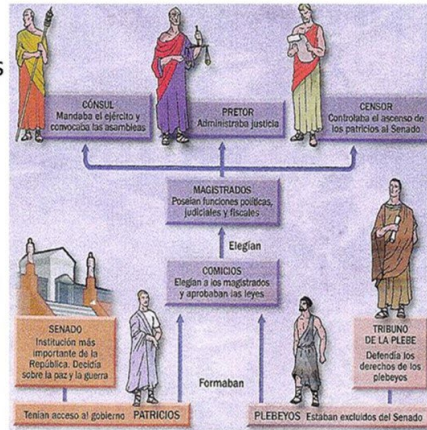 s
CÓNSUL
Mandaba el ejército y
convocaba las asambleas
PRETOR
Administraba justicia
CENSOR
Controlaba el ascenso de
los patricios al Senado
MAGISTRADOS
Poseían funciones políticas,
judiciales y fiscales
Elegían
COMICIOS
Elegían a los magistrados
y aprobaban las leyes
SENADO
Institución más
importante de la
República. Decidía
sobre la paz y la guerra
TRIBUNO
DE LA PLEBE
Defendía los
derechos de los
plebeyos
Formaban
Tenían acceso al gobierno PATRICIOS
PLEBEYOS Estaban excluidos del Senado